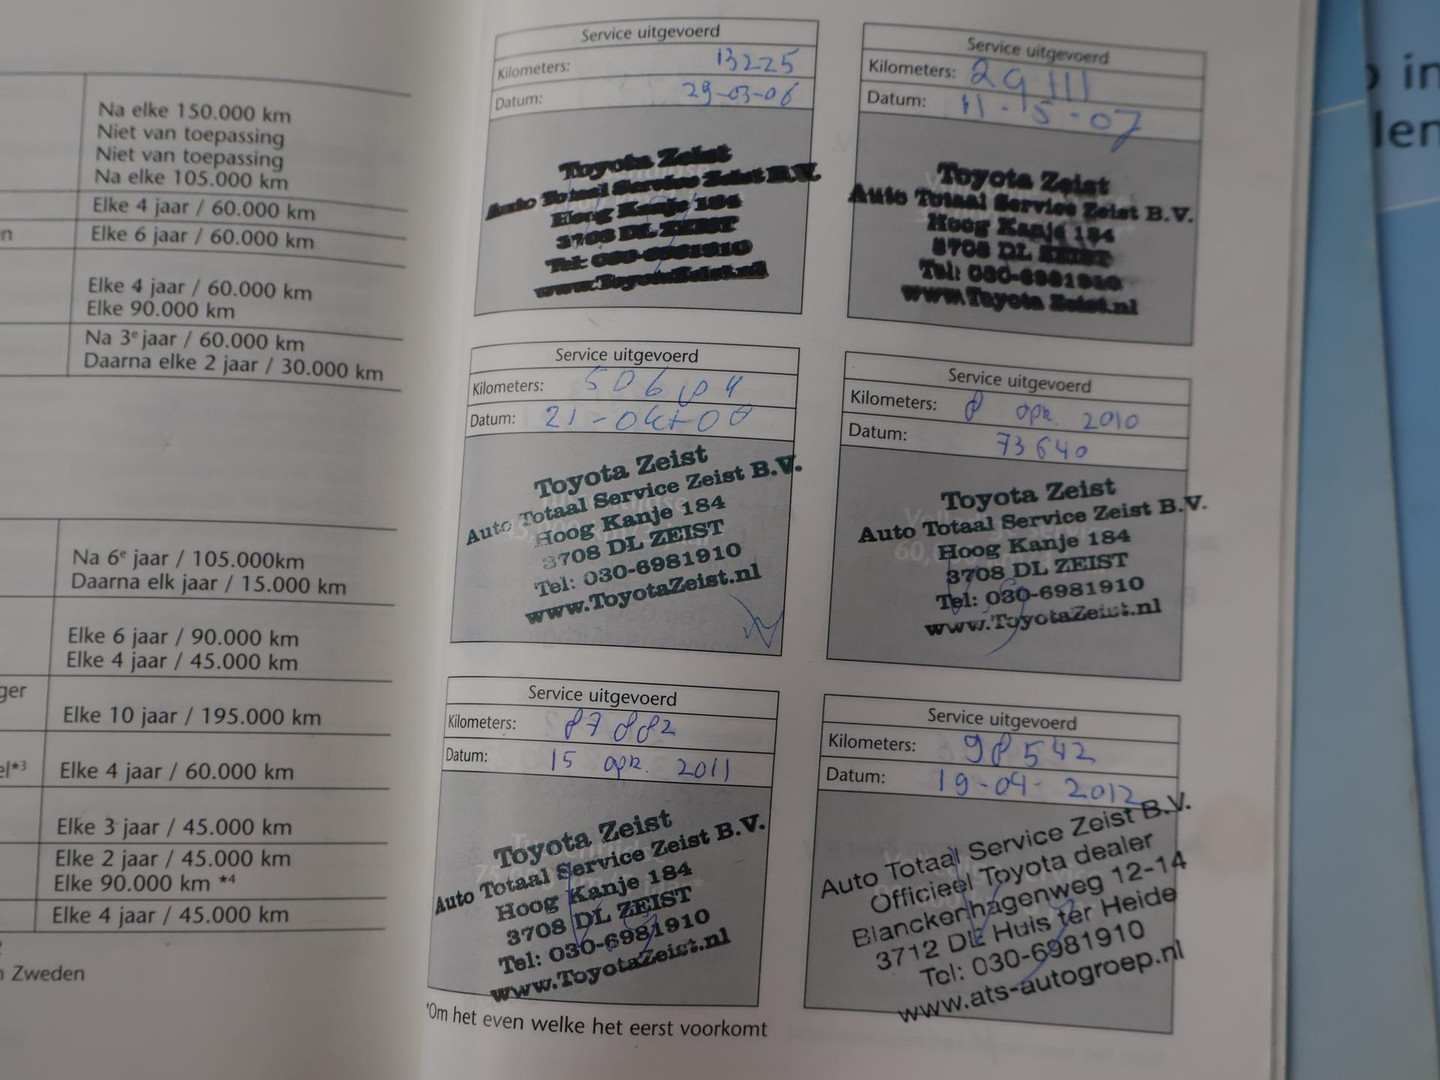 Na elke 150.000 km
Niet van toepassing
Niet van toepassing
Na elke 105.000 km
Elke 4 jaar / 60.000 km
en
Elke 6 jaar / 60.000 km
Elke 4 jaar / 60.000 km
Elke 90.000 km
Na 3e jaar / 60.000 km
Daarna elke 2 jaar / 30.000 km
Na 6e jaar / 105.000km
Daarna elk jaar / 15.000 km
Elke 6 jaar / 90.000 km
Elke 4 jaar / 45.000 km
ger
Elke 10 jaar / 195.000 km
el*3
Elke 4 jaar / 60.000 km
Elke 3 jaar / 45.000 km
Elke 2 jaar / 45.000 km
Elke 90.000 km *4
Elke 4 jaar / 45.000 km
n Zweden
Service uitgevoerd
Kilometers: 13225
Datum: 29-03-06
Toyota Zeist
Auto Totaal Service Zeist B.V.
Hoog Kanje 184
3708 DL ZEIST
Tel: 030-6981910
www.ToyotaZeist.nl
Service uitgevoerd
Kilometers: 29111
Datum: 11-5-07
Toyota Zeist
Auto Totaal Service Zeist B.V.
Hoog Kanje 184
3708 DL ZEIST
Tel: 030-6981910
www.ToyotaZeist.nl
Service uitgevoerd
Kilometers:
Datum: 21-okt-08
Toyota Zeist
Auto Totaal Service Zeist B.V.
Hoog Kanje 184
3708 DL ZEIST
Tel: 030-6981910
www.ToyotaZeist.nl
Service uitgevoerd
Kilometers: 8 apr. 2010
Datum: 73640
Toyota Zeist
Auto Totaal Service Zeist B.V.
Hoog Kanje 184
3708 DL ZEIST
Tel: 030-6981910
www.ToyotaZeist.nl
Service uitgevoerd
Kilometers: 87882
Datum: 15 apr. 2011
Toyota Zeist
Auto Totaal Service Zeist B.V.
Hoog Kanje 184
3708 DL ZEIST
Tel: 030-6981910
www.ToyotaZeist.nl
Service uitgevoerd
Kilometers: 98542
Datum: 19-04-2012
Auto Totaal Service Zeist B.V.
Officieel Toyota dealer
Blanckenhagenweg 12-14
3712 DL Huis ter Heide
Tel: 030-6981910
www.ats-autogroep.nl
*Om het even welke het eerst voorkomt
in
len